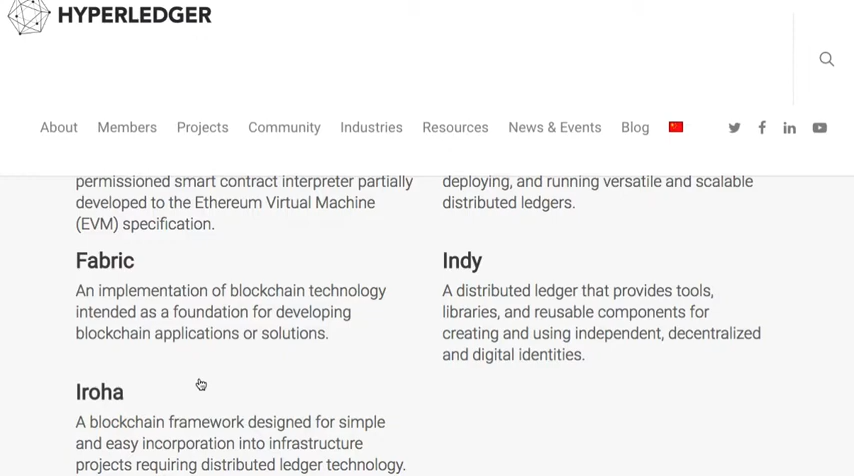 HYPERLEDGER
About Members Projects Community Industries Resources News & Events Blog
permissioned smart contract interpreter partially
developed to the Ethereum Virtual Machine
(EVM) specification.
deploying, and running versatile and scalable
distributed ledgers.
Fabric
An implementation of blockchain technology
intended as a foundation for developing
blockchain applications or solutions.
Indy
A distributed ledger that provides tools,
libraries, and reusable components for
creating and using independent, decentralized
and digital identities.
Iroha
A blockchain framework designed for simple
and easy incorporation into infrastructure
projects requiring distributed ledger technology.